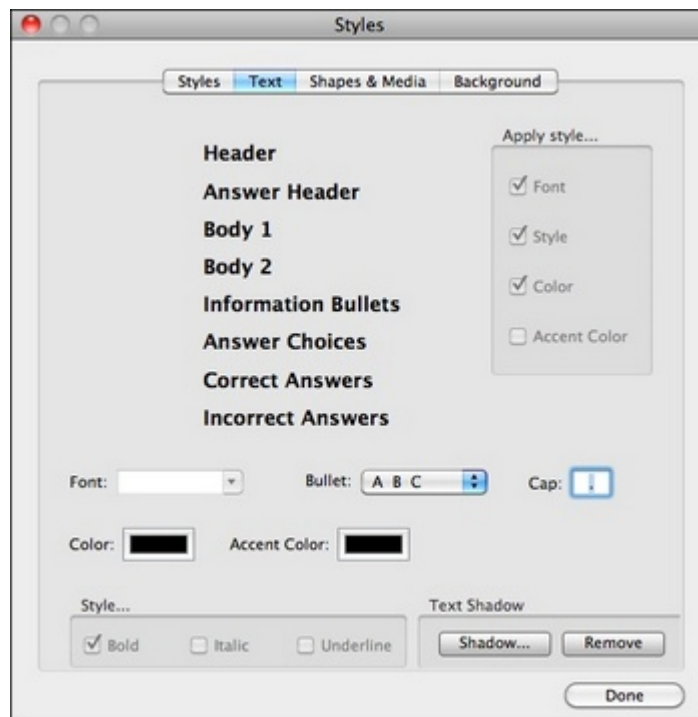 Styles
Styles Text Shapes & Media Background
Apply style...
Header
Font
Answer Header
Style
Body 1
Body 2
Color
Information Bullets
Accent Color
Answer Choices
Correct Answers
Incorrect Answers
Font: Bullet: A B C Cap: .
Color: Accent Color:
Style... Text Shadow
Bold Italic Underline Shadow... Remove
Done